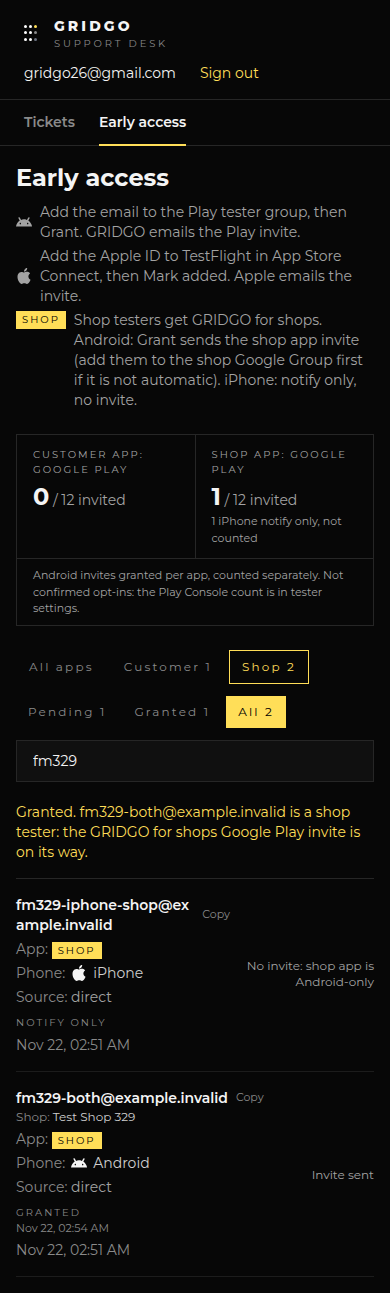 GRIDGO
SUPPORT DESK
gridgo26@gmail.com Sign out
Tickets Early access
Early access
Add the email to the Play tester group, then
Grant. GRIDGO emails the Play invite.
Add the Apple ID to TestFlight in App Store
Connect, then Mark added. Apple emails the
invite.
SHOP Shop testers get GRIDGO for shops.
Android: Grant sends the shop app invite
(add them to the shop Google Group first
if it is not automatic). iPhone: notify only,
no invite.
CUSTOMER APP:
GOOGLE PLAY
0 / 12 invited
SHOP APP: GOOGLE
PLAY
1 / 12 invited
1 iPhone notify only, not
counted
Android invites granted per app, counted separately. Not
confirmed opt-ins: the Play Console count is in tester
settings.
All apps Customer 1 Shop 2
Pending 1 Granted 1 All 2
fm329
Granted. fm329-both@example.invalid is a shop
tester: the GRIDGO for shops Google Play invite is
on its way.
fm329-iphone-shop@ex
ample.invalid
Copy
App: SHOP
Phone: iPhone
Source: direct
NOTIFY ONLY
Nov 22, 02:51 AM
No invite: shop app is
Android-only
fm329-both@example.invalid Copy
Shop: Test Shop 329
App: SHOP
Phone: Android
Source: direct
GRANTED
Nov 22, 02:54 AM
Nov 22, 02:51 AM
Invite sent